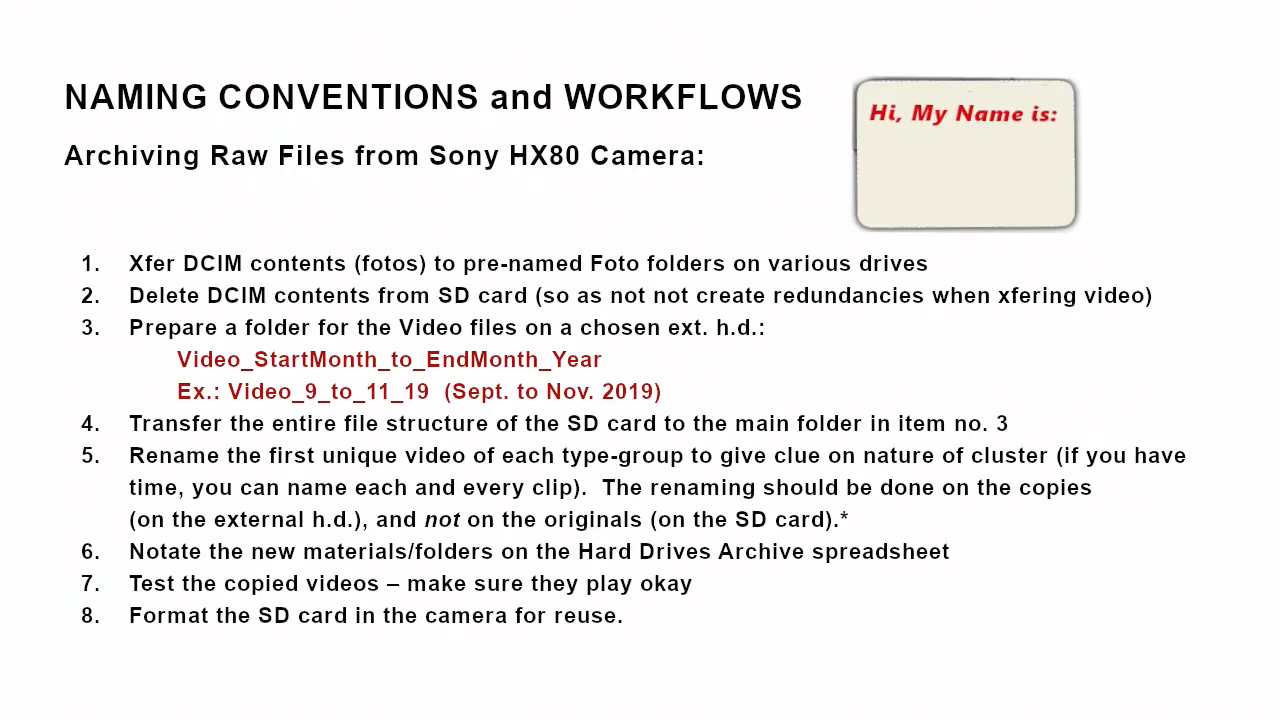 NAMING CONVENTIONS and WORKFLOWS
Hi, My Name is:
Archiving Raw Files from Sony HX80 Camera:
1. Xfer DCIM contents (fotos) to pre-named Foto folders on various drives
2. Delete DCIM contents from SD card (so as not not create redundancies when xfering video)
3. Prepare a folder for the Video files on a chosen ext. h.d.:
Video_StartMonth_to_EndMonth_Year
Ex.: Video_9_to_11_19 (Sept. to Nov. 2019)
4. Transfer the entire file structure of the SD card to the main folder in item no. 3
5. Rename the first unique video of each type-group to give clue on nature of cluster (if you have
time, you can name each and every clip). The renaming should be done on the copies
(on the external h.d.), and not on the originals (on the SD card).*
6. Notate the new materials/folders on the Hard Drives Archive spreadsheet
7. Test the copied videos – make sure they play okay
8. Format the SD card in the camera for reuse.